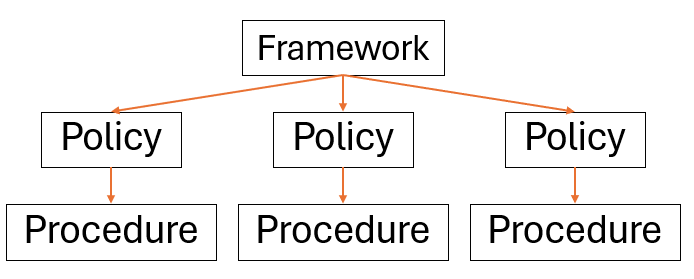 Framework
Policy
Policy
Policy
Procedure
Procedure
Procedure